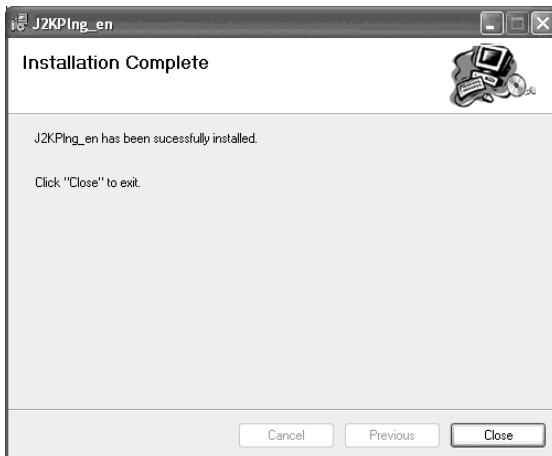 J2KPlng_en
Installation Complete
J2KPlng_en has been sucessfully installed.
Click "Close" to exit.
Cancel
Previous
Close